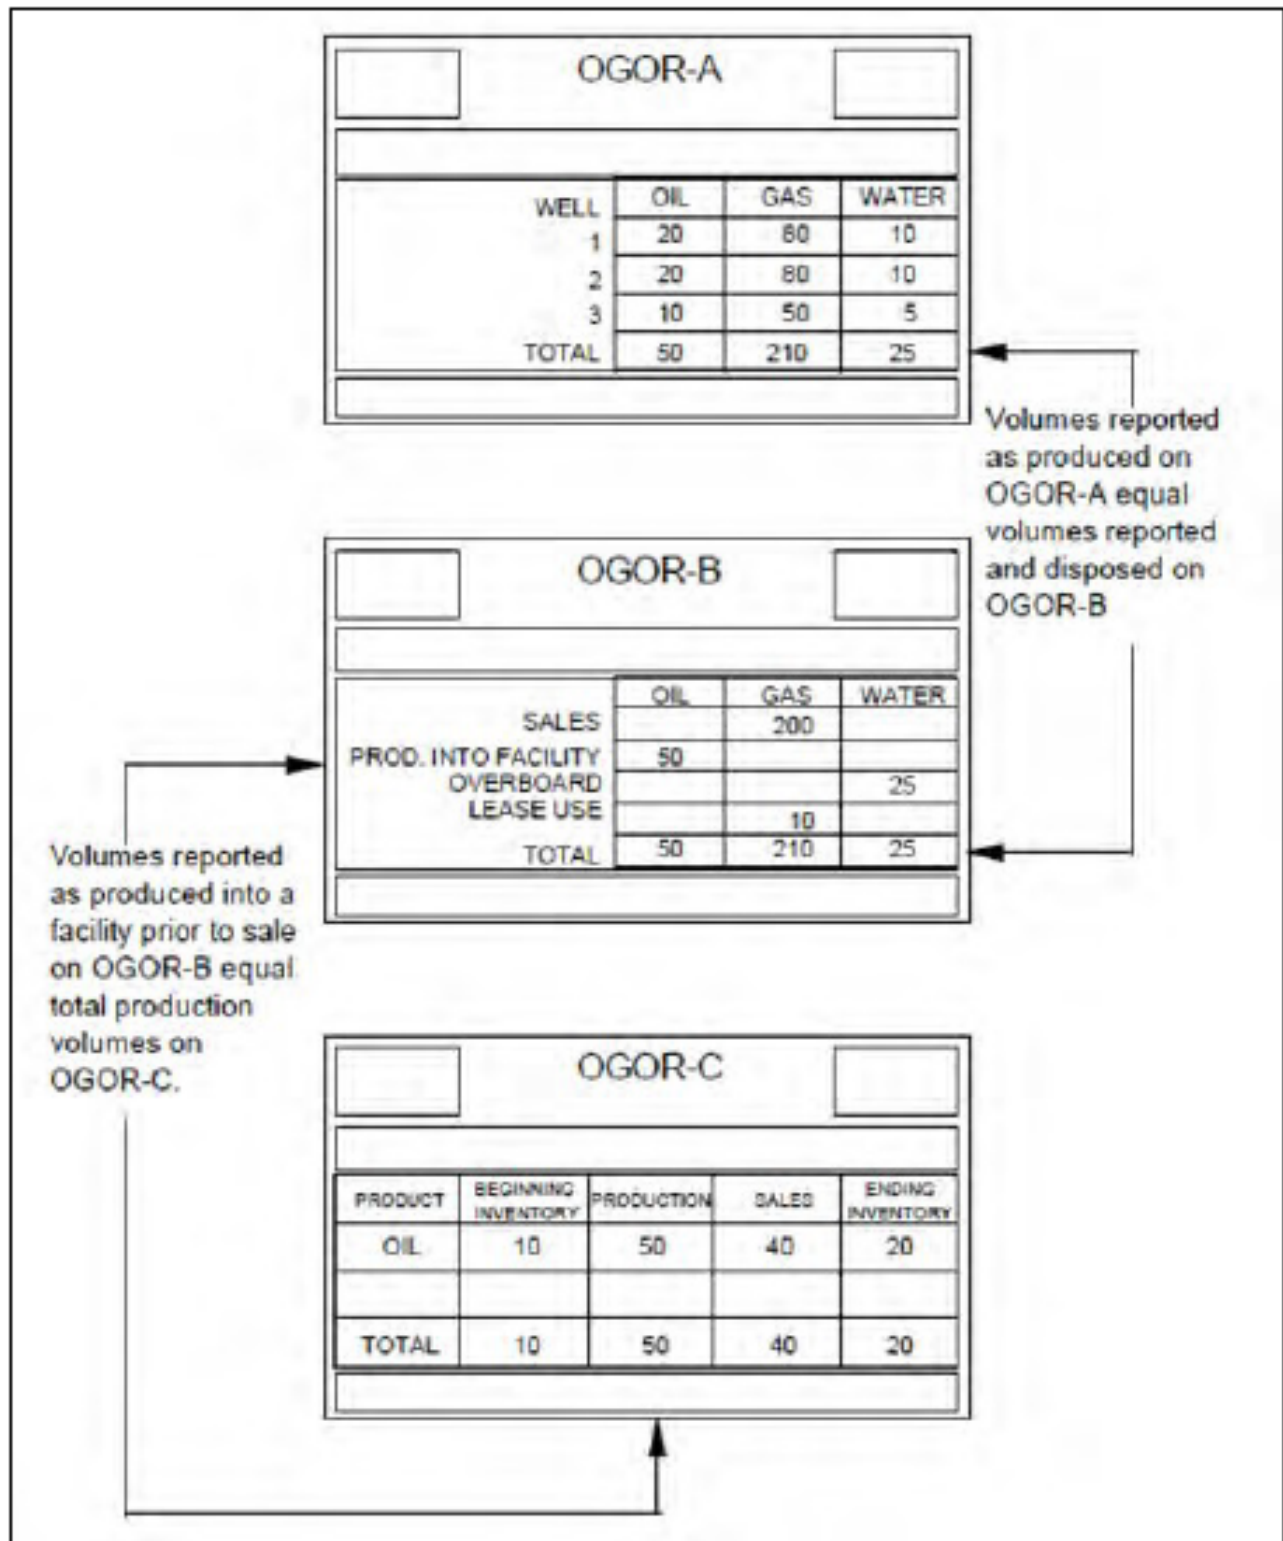 OGOR-A
WELL OIL GAS WATER
1 20 80 10
2 20 80 10
3 10 50 5
TOTAL 50 210 25
Volumes reported
as produced on
OGOR-A equal
volumes reported
and disposed on
OGOR-B
OGOR-B
OIL GAS WATER
SALES 200
PROD. INTO FACILITY 50
OVERBOARD 25
LEASE USE 10
TOTAL 50 210 25
Volumes reported
as produced into a
facility prior to sale
on OGOR-B equal
total production
volumes on
OGOR-C.
OGOR-C
PRODUCT BEGINNING INVENTORY PRODUCTION SALES ENDING INVENTORY
OIL 10 50 40 20
TOTAL 10 50 40 20